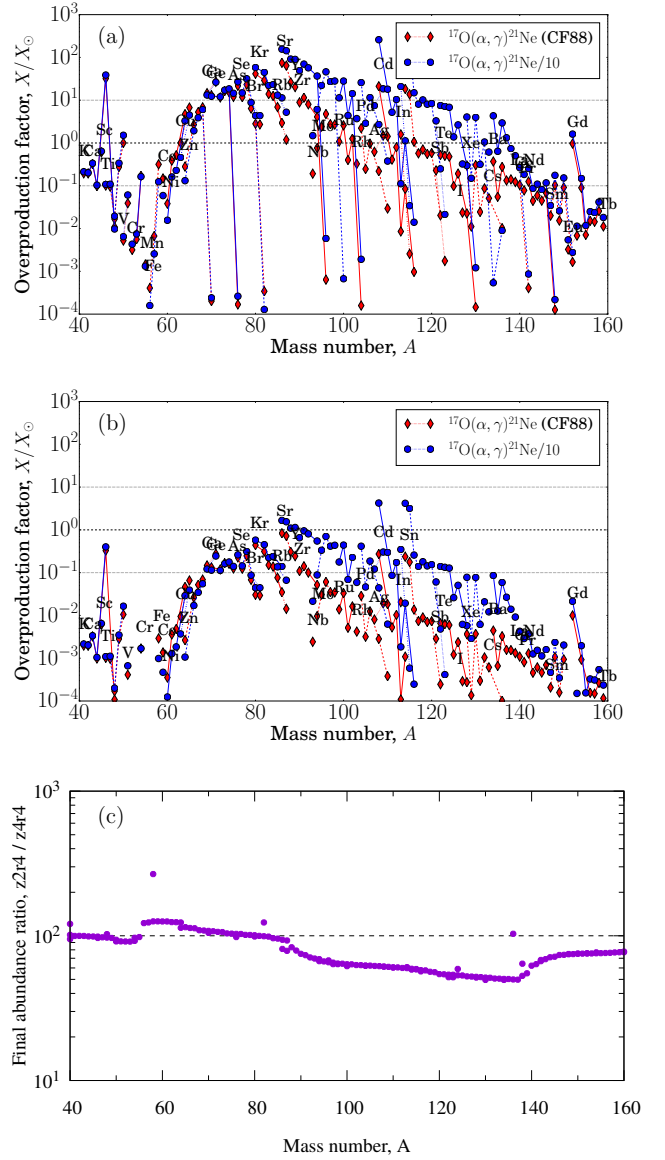 (a)
¹⁷O(α, γ)²¹Ne (CF88)
¹⁷O(α, γ)²¹Ne/10
Overproduction factor, X/X⊙
10³
10²
10¹
10⁰
10⁻¹
10⁻²
10⁻³
10⁻⁴
K
Ca
Sc
Ti
V
Cr
Mn
Fe
Co
Ni
Cu
Zn
Ga
Ge
As
Se
Br
Kr
Rb
Sr
Y
Zr
Nb
Mo
Ru
Rh
Pd
Ag
Cd
In
Sb
Te
I
Xe
Cs
Ba
La
Nd
Sm
Eu
Gd
Tb
40 60 80 100 120 140 160
Mass number, A
(b)
¹⁷O(α, γ)²¹Ne (CF88)
¹⁷O(α, γ)²¹Ne/10
Overproduction factor, X/X⊙
10³
10²
10¹
10⁰
10⁻¹
10⁻²
10⁻³
10⁻⁴
K
Ca
Sc
Ti
V
Cr
Fe
Co
Ni
Cu
Zn
Ga
Ge
As
Se
Br
Kr
Rb
Sr
Y
Zr
Nb
Mo
Ru
Rh
Pd
Ag
Cd
In
Sn
Sb
Te
I
Xe
Cs
Ba
La
Pr
Nd
Sm
Gd
Tb
40 60 80 100 120 140 160
Mass number, A
(c)
Final abundance ratio, z2r4 / z4r4
10³
10²
10¹
40 60 80 100 120 140 160
Mass number, A